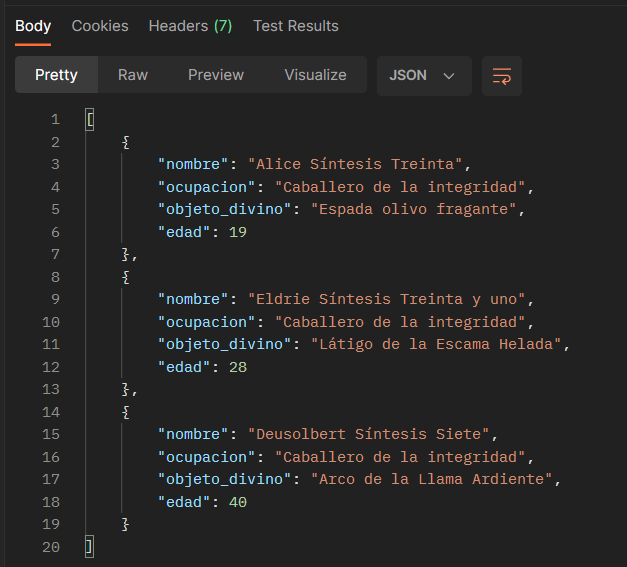 Body Cookies Headers (7) Test Results
Pretty Raw Preview Visualize JSON
1 [
2 {
3 "nombre": "Alice Síntesis Treinta",
4 "ocupacion": "Caballero de la integridad",
5 "objeto_divino": "Espada olivo fragante",
6 "edad": 19
7 },
8 {
9 "nombre": "Eldrie Síntesis Treinta y uno",
10 "ocupacion": "Caballero de la integridad",
11 "objeto_divino": "Látigo de la Escama Helada",
12 "edad": 28
13 },
14 {
15 "nombre": "Deusolbert Síntesis Siete",
16 "ocupacion": "Caballero de la integridad",
17 "objeto_divino": "Arco de la Llama Ardiente",
18 "edad": 40
19 }
20 ]